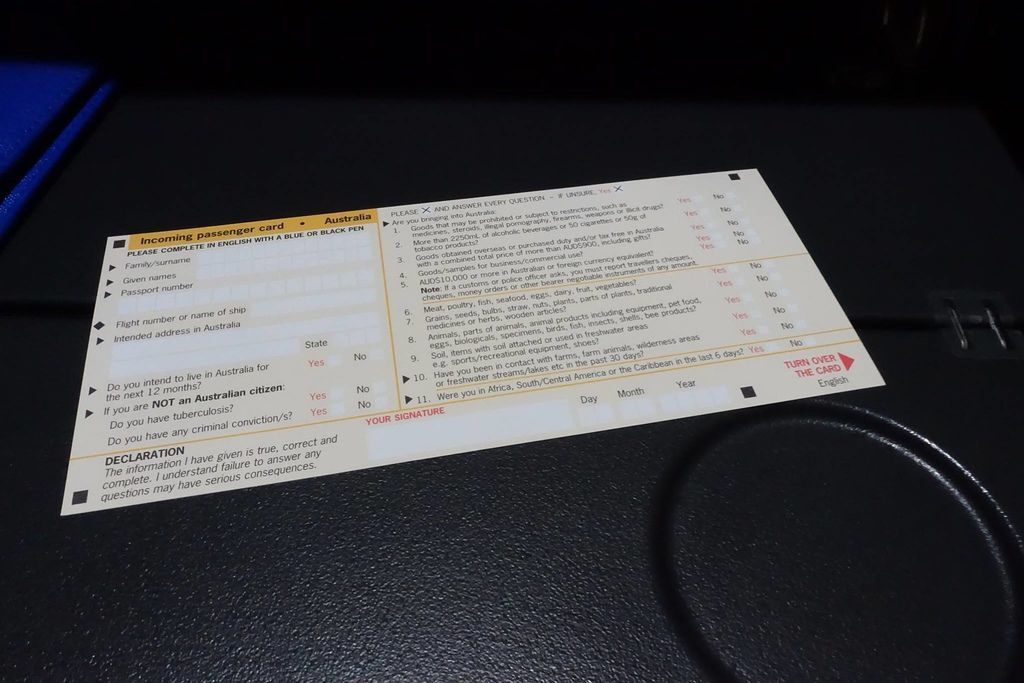 Incoming passenger card • Australia
PLEASE COMPLETE IN ENGLISH WITH A BLUE OR BLACK PEN
Family/surname
Given names
Passport number
Flight number or name of ship
Intended address in Australia
State
Do you intend to live in Australia for
the next 12 months?
Yes No
If you are NOT an Australian citizen:
Do you have tuberculosis?
Yes No
Do you have any criminal conviction/s?
Yes No
DECLARATION
The information I have given is true, correct and
complete. I understand failure to answer any
questions may have serious consequences.
PLEASE X AND ANSWER EVERY QUESTION – IF UNSURE, Yes X
Are you bringing into Australia:
1. Goods that may be prohibited or subject to restrictions, such as
medicines, steroids, illegal pornography, firearms, weapons or illicit drugs?
Yes No
2. More than 2250mL of alcoholic beverages or 50 cigarettes or 50g of
tobacco products?
Yes No
3. Goods obtained overseas or purchased duty and/or tax free in Australia
with a combined total price of more than AUD$900, including gifts?
Yes No
4. Goods/samples for business/commercial use?
Yes No
5. AUD$10,000 or more in Australian or foreign currency equivalent?
Yes No
Note: If a customs or police officer asks, you must report travellers cheques,
cheques, money orders or other bearer negotiable instruments of any amount.
6. Meat, poultry, fish, seafood, eggs, dairy, fruit, vegetables?
Yes No
7. Grains, seeds, bulbs, straw, nuts, plants, parts of plants, traditional
medicines or herbs, wooden articles?
Yes No
8. Animals, parts of animals, animal products including equipment, pet food,
eggs, biologicals, specimens, birds, fish, insects, shells, bee products?
Yes No
9. Soil, items with soil attached or used in freshwater areas
e.g. sports/recreational equipment, shoes?
Yes No
10. Have you been in contact with farms, farm animals, wilderness areas
or freshwater streams/lakes etc in the past 30 days?
Yes No
11. Were you in Africa, South/Central America or the Caribbean in the last 6 days?
Yes No
YOUR SIGNATURE
Day Month Year
TURN OVER
THE CARD
English